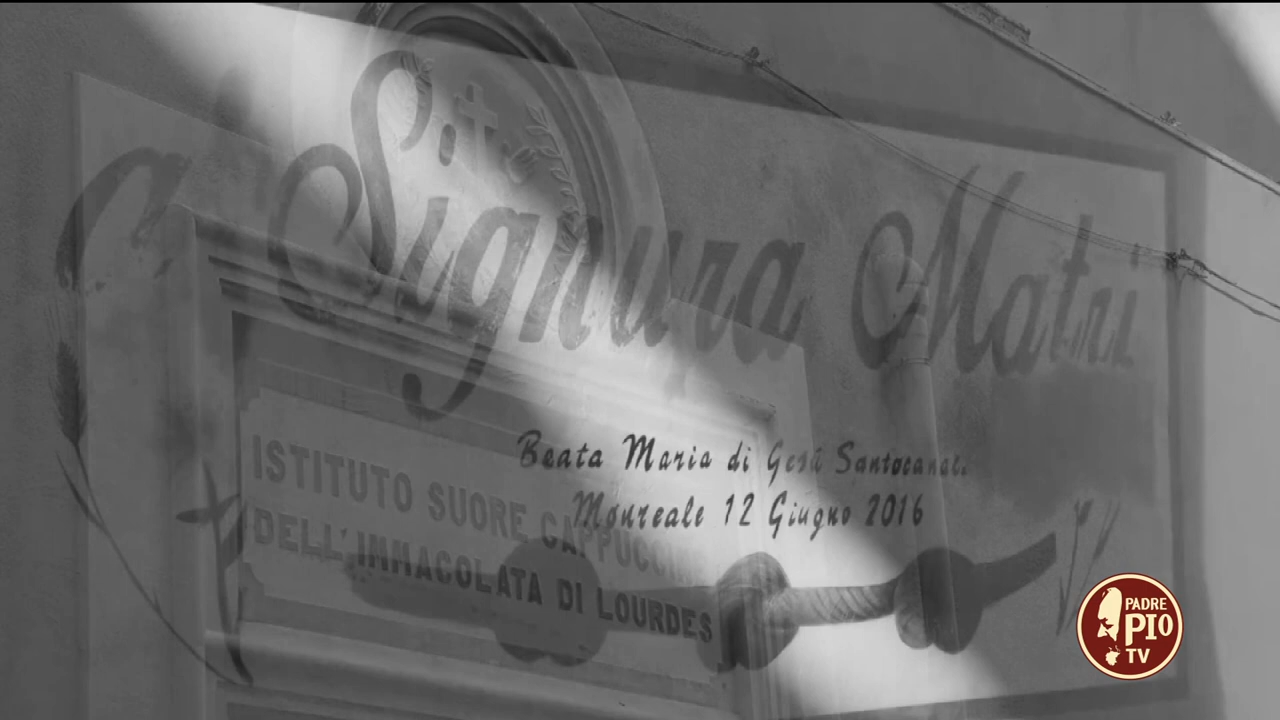 a Signura Matri
Beata Maria di Gesù Santocanale
Monreale 12 Giugno 2016
ISTITUTO SUORE CAPPUCCINE
DELL'IMMACOLATA DI LOURDES
PADRE
PIO
TV